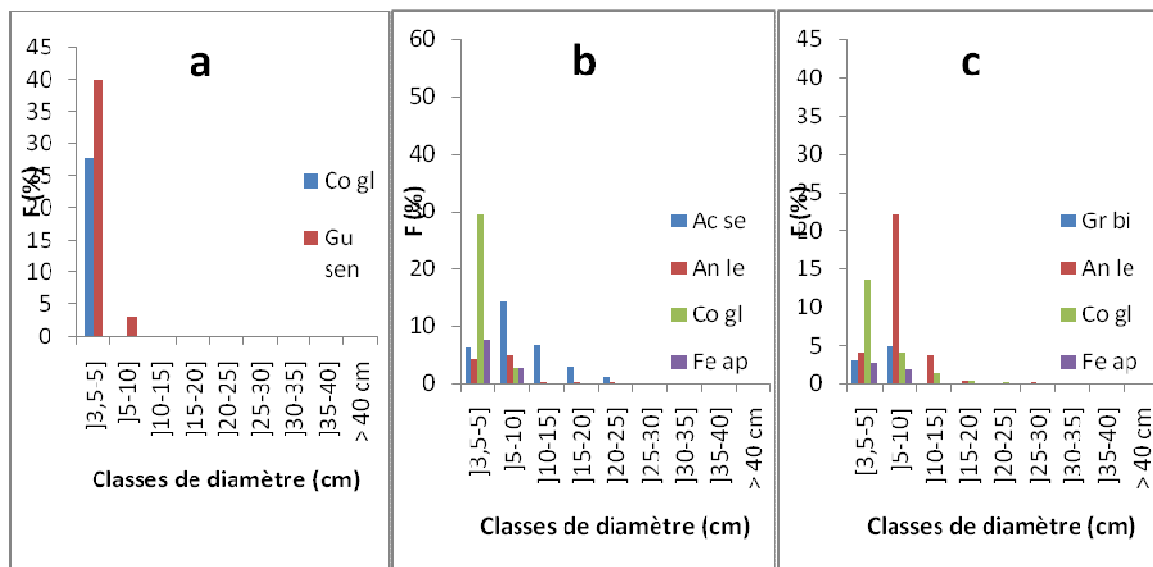 a
45
40
35
30
25
20
15
10
5
0
F (%)
Co gl
Gu
sen
]3,5-5]
]5-10]
]10-15]
]15-20]
]20-25]
]25-30]
]30-35]
]35-40]
> 40 cm
Classes de diamètre (cm)
b
60
50
40
30
20
10
0
F (%)
Ac se
An le
Co gl
Fe ap
]3,5-5]
]5-10]
]10-15]
]15-20]
]20-25]
]25-30]
]30-35]
]35-40]
> 40 cm
Classes de diamètre (cm)
c
45
40
35
30
25
20
15
10
5
0
F (%)
Gr bi
An le
Co gl
Fe ap
]3,5-5]
]5-10]
]10-15]
]15-20]
]20-25]
]25-30]
]30-35]
]35-40]
> 40 cm
Classes de diamètre (cm)